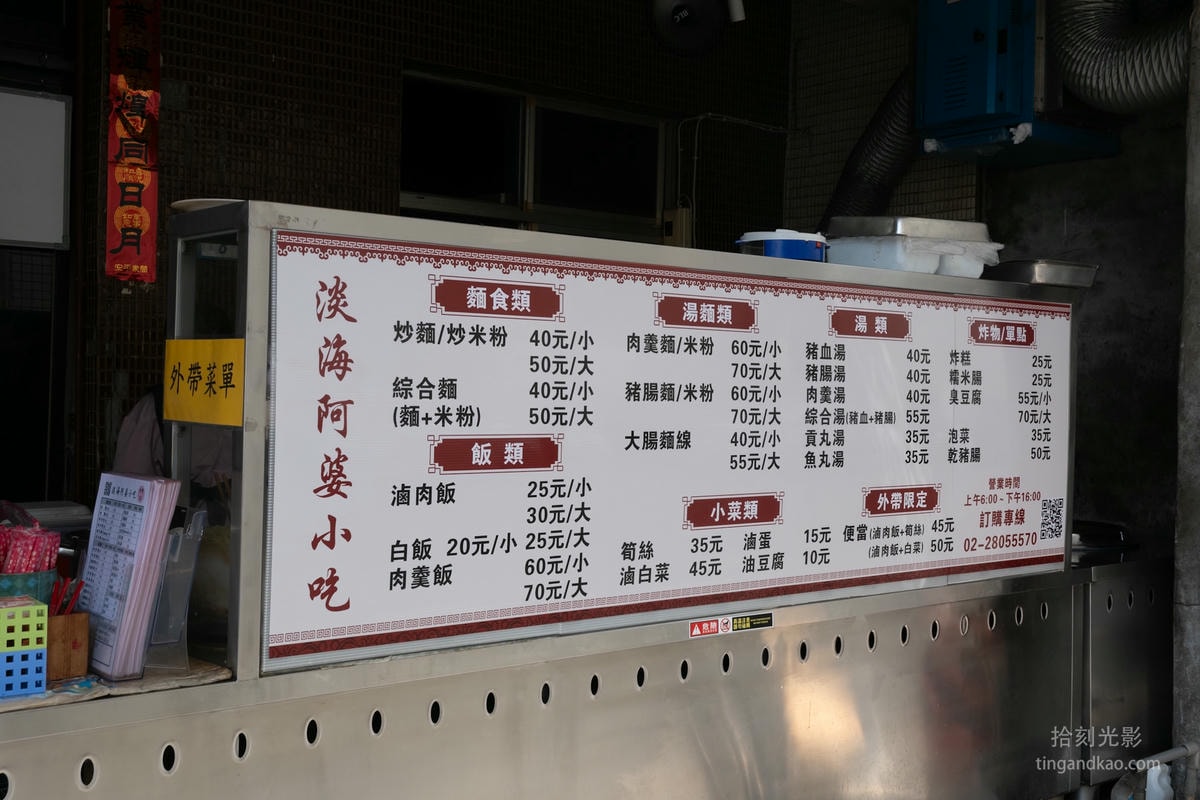 輝煌同日月
BLC
外帶菜單
淡海阿婆小吃
麵食類
炒麵/炒米粉 40元/小
50元/大
綜合麵 40元/小
(麵+米粉) 50元/大
飯類
滷肉飯 25元/小
30元/大
白飯 20元/小 25元/大
肉羹飯 60元/小
70元/大
湯麵類
肉羹麵/米粉 60元/小
70元/大
豬腸麵/米粉 60元/小
70元/大
大腸麵線 40元/小
55元/大
小菜類
筍絲 35元 滷蛋 15元
滷白菜 45元 油豆腐 10元
湯類
豬血湯 40元
豬腸湯 40元
肉羹湯 40元
綜合湯(豬血+豬腸) 55元
貢丸湯 35元
魚丸湯 35元
炸物/單點
炸糕 25元
糯米腸 25元
臭豆腐 55元/小
70元/大
泡菜 35元
乾豬腸 50元
外帶限定
便當(滷肉飯+筍絲) 45元
(滷肉飯+白菜) 50元
營業時間
上午6:00~下午16:00
訂購專線
02-28055570
危險
拾刻光影
tingandkao.com